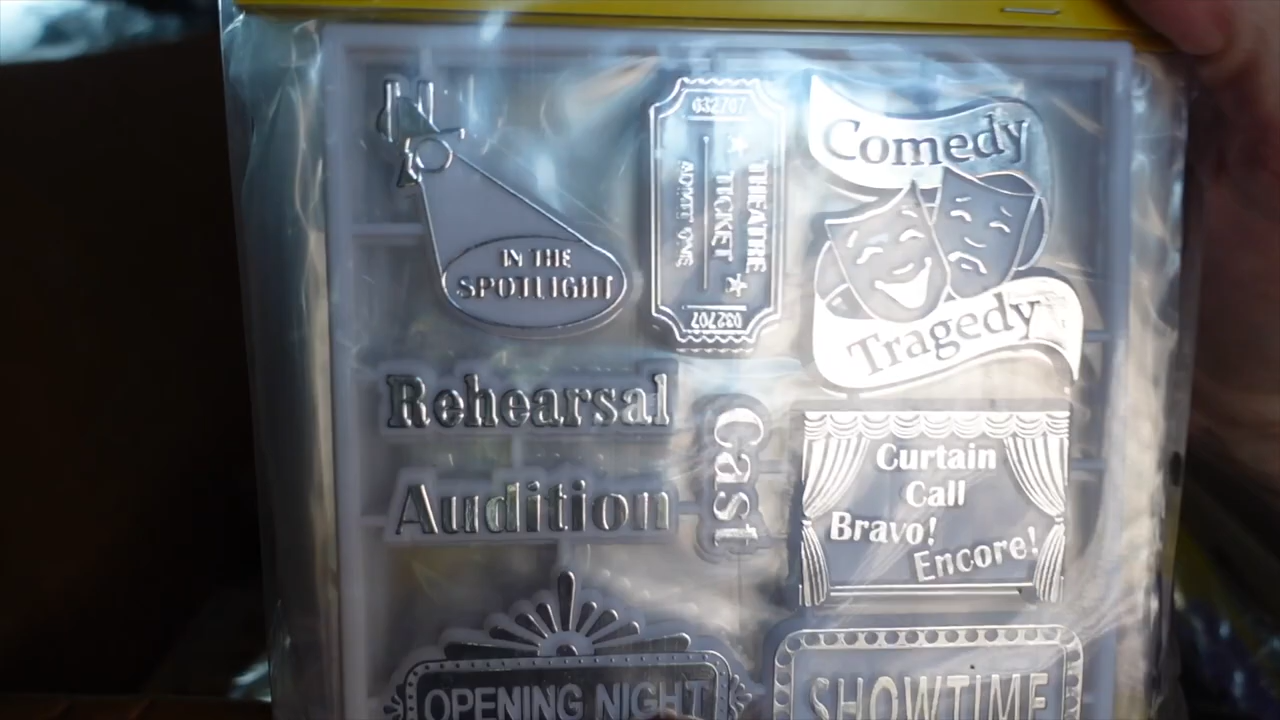 IN THE
SPOTLIGHT
032707
THEATRE
TICKET
ADMIT ONE
032707
Comedy
Tragedy
Rehearsal
Cast
Audition
Curtain
Call
Bravo!
Encore!
OPENING NIGHT
SHOWTIME